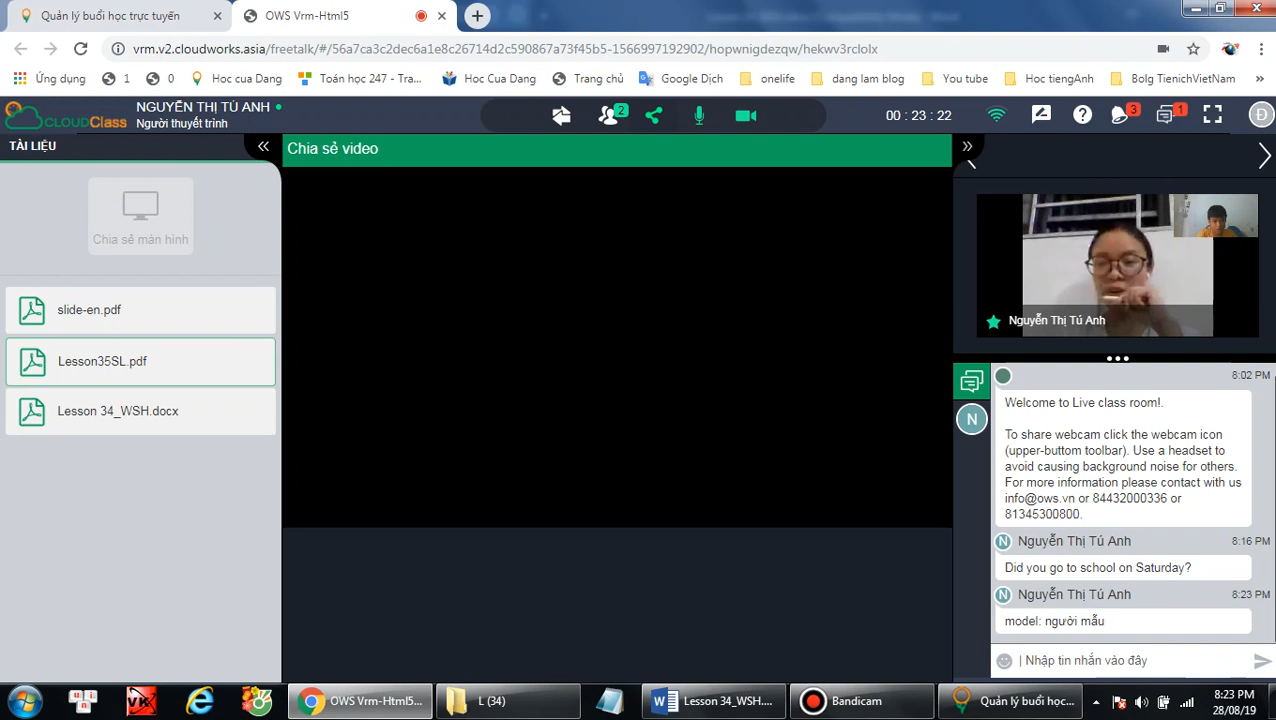 Quản lý buổi học trực tuyến
OWS Vrm-Html5
vrm.v2.cloudworks.asia/freetalk/#/56a7ca3c2dec6a1e8c26714d2c590867a73f45b5-1566997192902/hopwnigdezqw/hekwv3rclolx
Ứng dụng
1
0
Hoc cua Dang
Toán học 247 - Tra...
Học Cua Dang
Trang chủ
Google Dịch
onelife
dang lam blog
You tube
Học tiengAnh
Bolg TienichVietNam
»
CLOUDClass
NGUYỄN THỊ TÚ ANH
Người thuyết trình
2
00 : 23 : 22
3
1
Đ
TÀI LIỆU
Chia sẻ video
Chia sẻ màn hình
slide-en.pdf
Lesson35SL.pdf
Lesson 34_WSH.docx
Nguyễn Thị Tú Anh
8:02 PM
Welcome to Live class room!.
To share webcam click the webcam icon
(upper-buttom toolbar). Use a headset to
avoid causing background noise for others.
For more information please contact with us
info@ows.vn or 84432000336 or
81345300800.
N
N Nguyễn Thị Tú Anh 8:16 PM
Did you go to school on Saturday?
N Nguyễn Thị Tú Anh 8:23 PM
model: người mẫu
Nhập tin nhắn vào đây
OWS Vrm-Html5...
L (34)
Lesson 34_WSH....
Bandicam
Quản lý buổi học...
8:23 PM
28/08/19